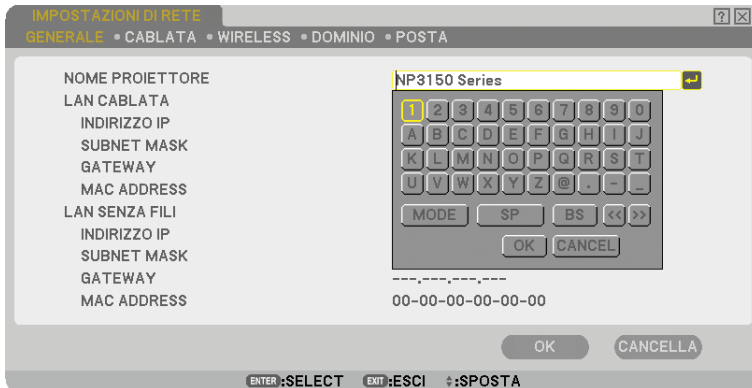 IMPOSTAZIONI DI RETE
GENERALE • CABLATA • WIRELESS • DOMINIO • POSTA
NOME PROIETTORE NP3150 Series
LAN CABLATA
INDIRIZZO IP
SUBNET MASK
GATEWAY
MAC ADDRESS
LAN SENZA FILI
INDIRIZZO IP
SUBNET MASK
GATEWAY ---.---.---.---
MAC ADDRESS 00-00-00-00-00-00
1 2 3 4 5 6 7 8 9 0
A B C D E F G H I J
K L M N O P Q R S T
U V W X Y Z @ . - _
MODE SP BS << >>
OK CANCEL
OK CANCELLA
ENTER :SELECT EXIT :ESCI :SPOSTA